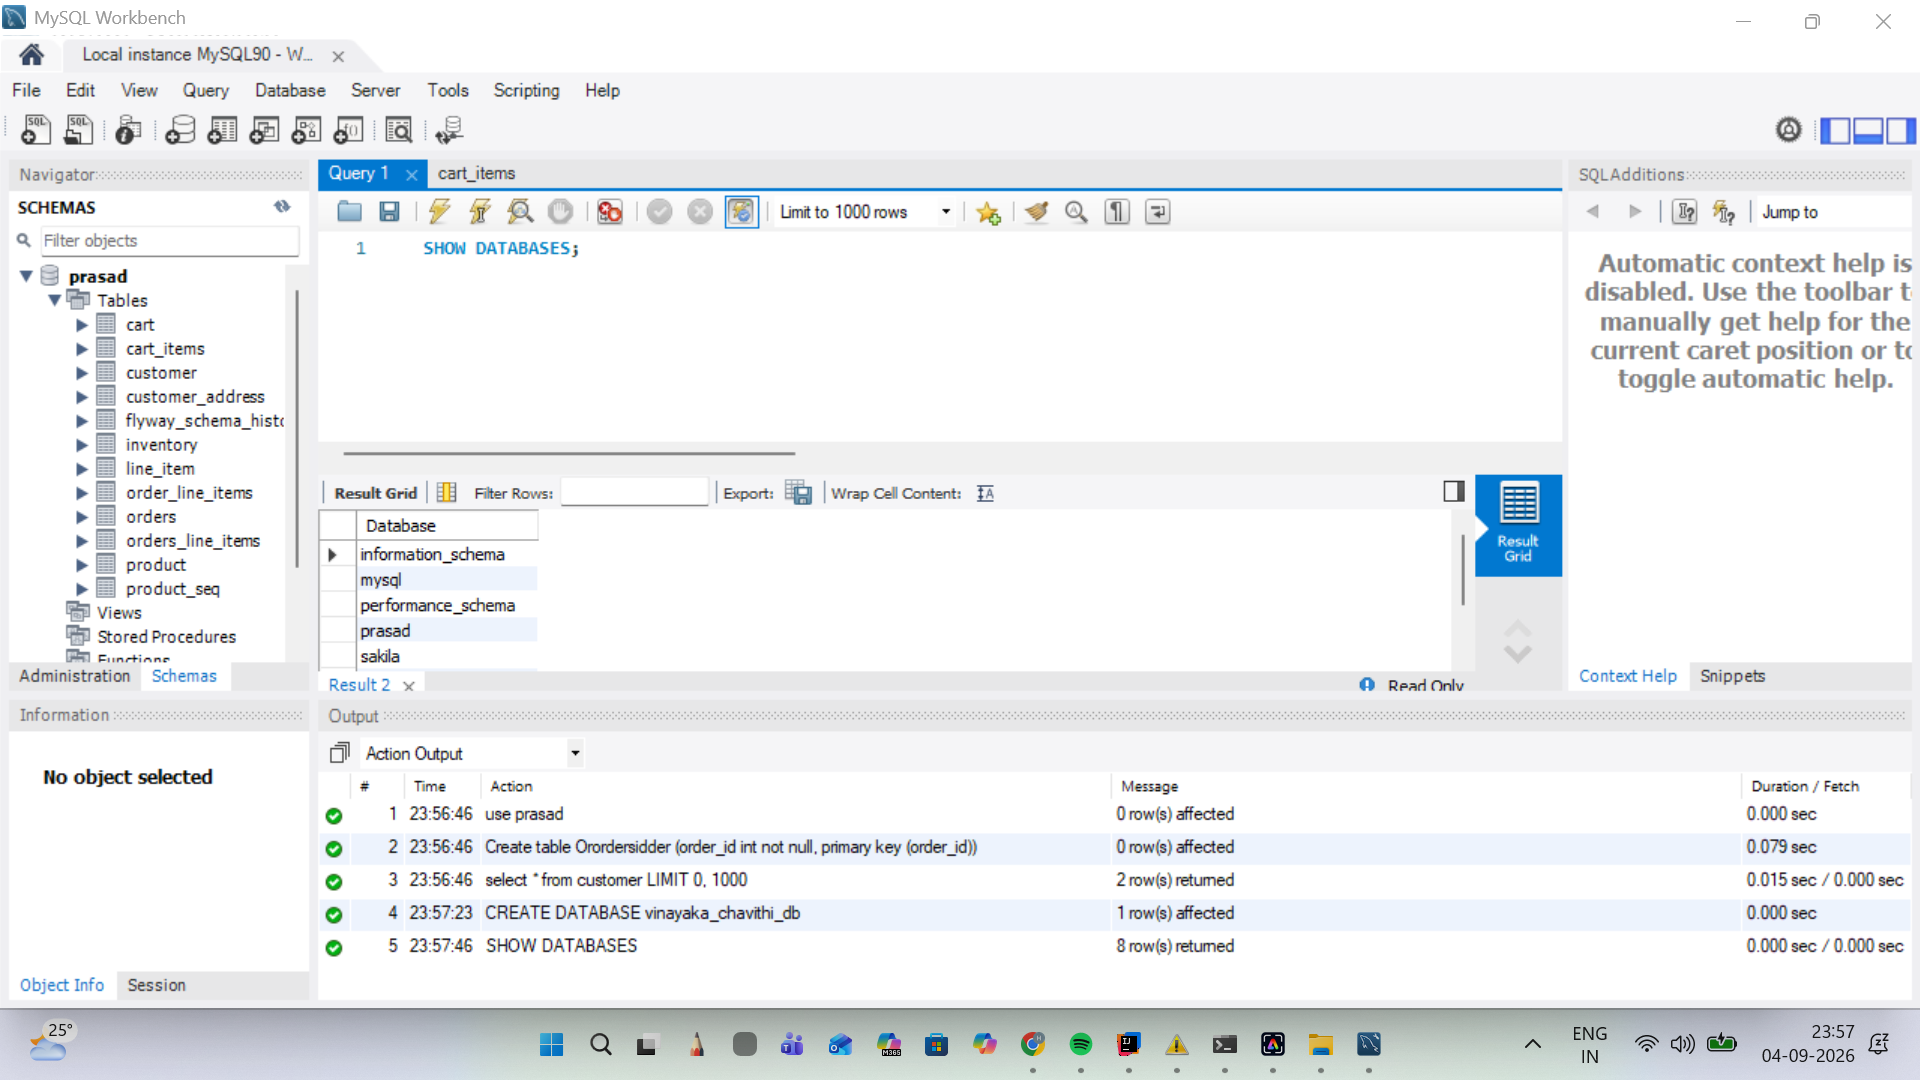 MySQL Workbench
Local instance MySQL90 - W...
File Edit View Query Database Server Tools Scripting Help
Navigator
SCHEMAS
Filter objects
prasad
Tables
cart
cart_items
customer
customer_address
flyway_schema_histo
inventory
line_item
order_line_items
orders
orders_line_items
product
product_seq
Views
Stored Procedures
Functions
Administration Schemas
Information
No object selected
Object Info Session
Query 1 cart_items
Limit to 1000 rows
1 SHOW DATABASES;
Result Grid Filter Rows: Export: Wrap Cell Content:
Database
information_schema
mysql
performance_schema
prasad
sakila
Result Grid
Result 2 Read Only
SQLAdditions
Jump to
Automatic context help is
disabled. Use the toolbar to
manually get help for the
current caret position or to
toggle automatic help.
Context Help Snippets
Output
Action Output
# Time Action Message Duration / Fetch
1 23:56:46 use prasad 0 row(s) affected 0.000 sec
2 23:56:46 Create table Orordersidder (order_id int not null, primary key (order_id)) 0 row(s) affected 0.079 sec
3 23:56:46 select * from customer LIMIT 0, 1000 2 row(s) returned 0.015 sec / 0.000 sec
4 23:57:23 CREATE DATABASE vinayaka_chavithi_db 1 row(s) affected 0.000 sec
5 23:57:46 SHOW DATABASES 8 row(s) returned 0.000 sec / 0.000 sec
25°
M365
ENG
IN
23:57
04-09-2026